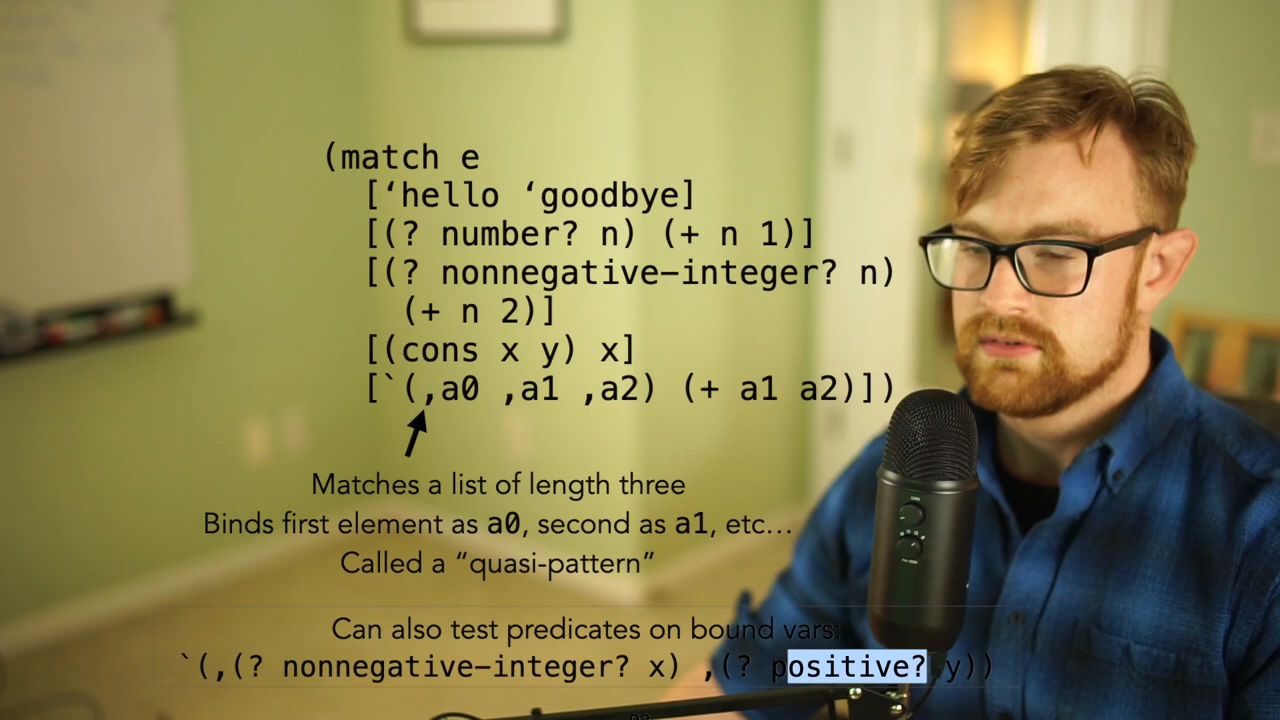 (match e
[‘hello ‘goodbye]
[(? number? n) (+ n 1)]
[(? nonnegative-integer? n)
(+ n 2)]
[(cons x y) x]
[`(,a0 ,a1 ,a2) (+ a1 a2)])
Matches a list of length three
Binds first element as a0, second as a1, etc…
Called a “quasi-pattern”
Can also test predicates on bound vars:
`(,(? nonnegative-integer? x) ,(? positive? y))